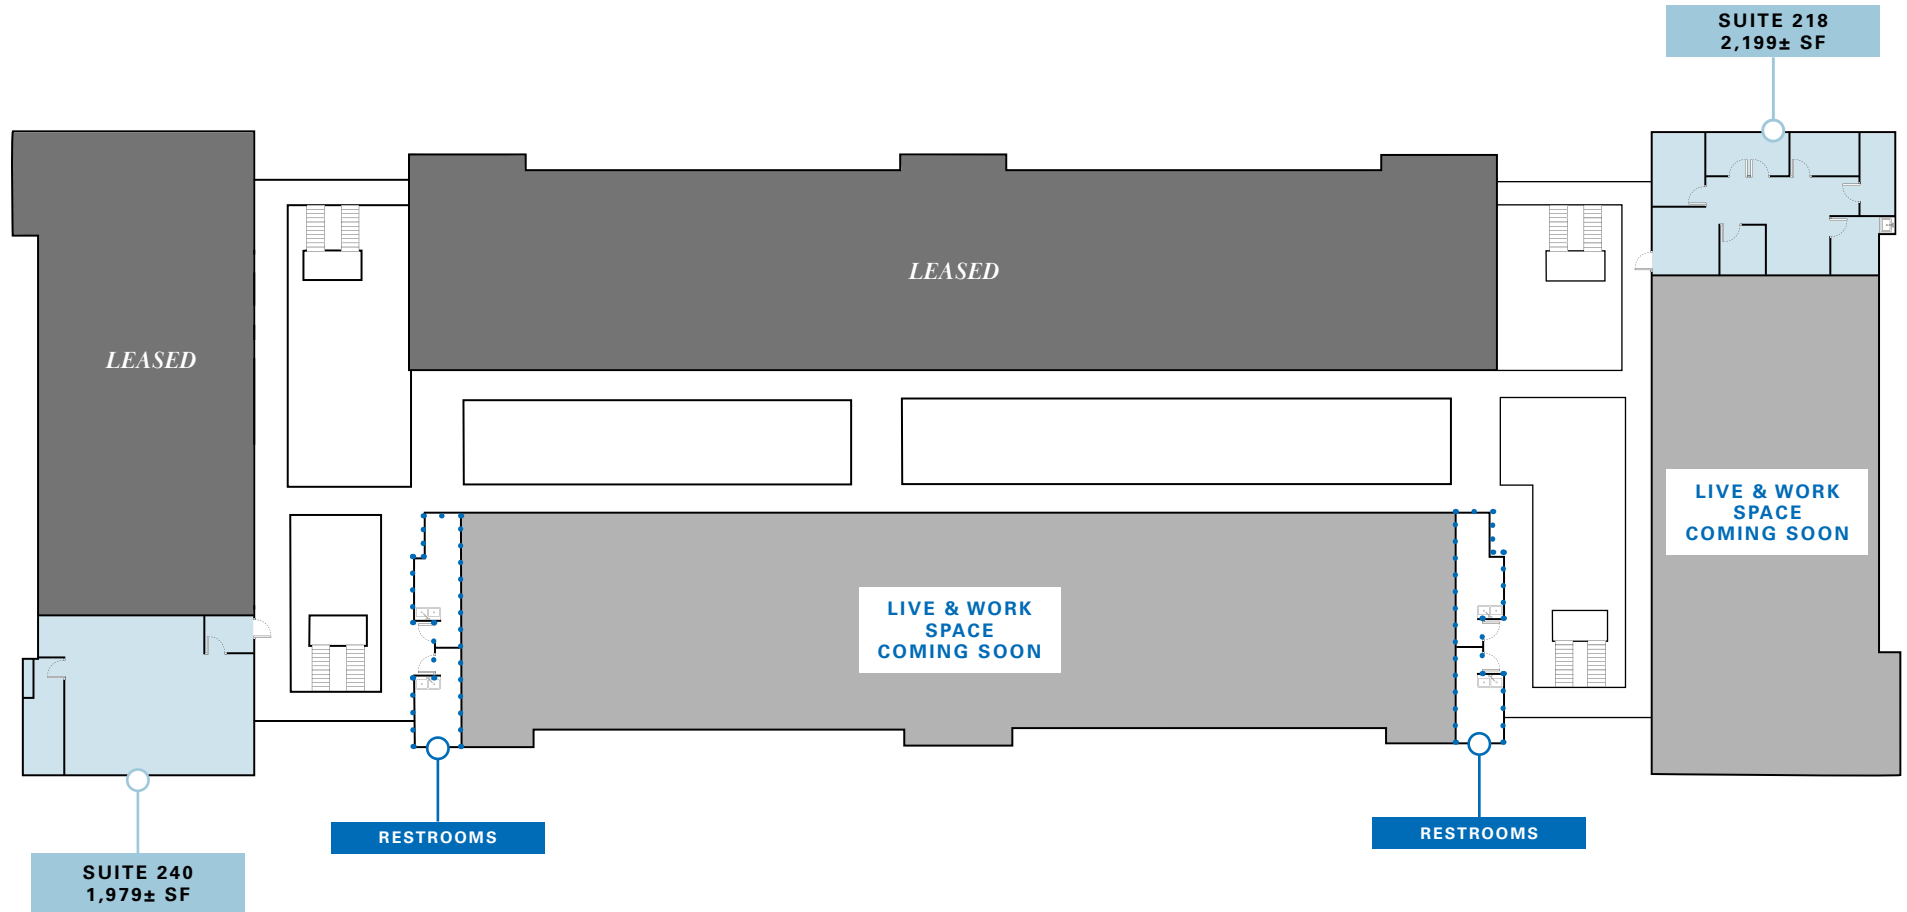 SUITE 218
2,199± SF
LEASED
LEASED
LIVE & WORK
SPACE
COMING SOON
LIVE & WORK
SPACE
COMING SOON
RESTROOMS
RESTROOMS
SUITE 240
1,979± SF